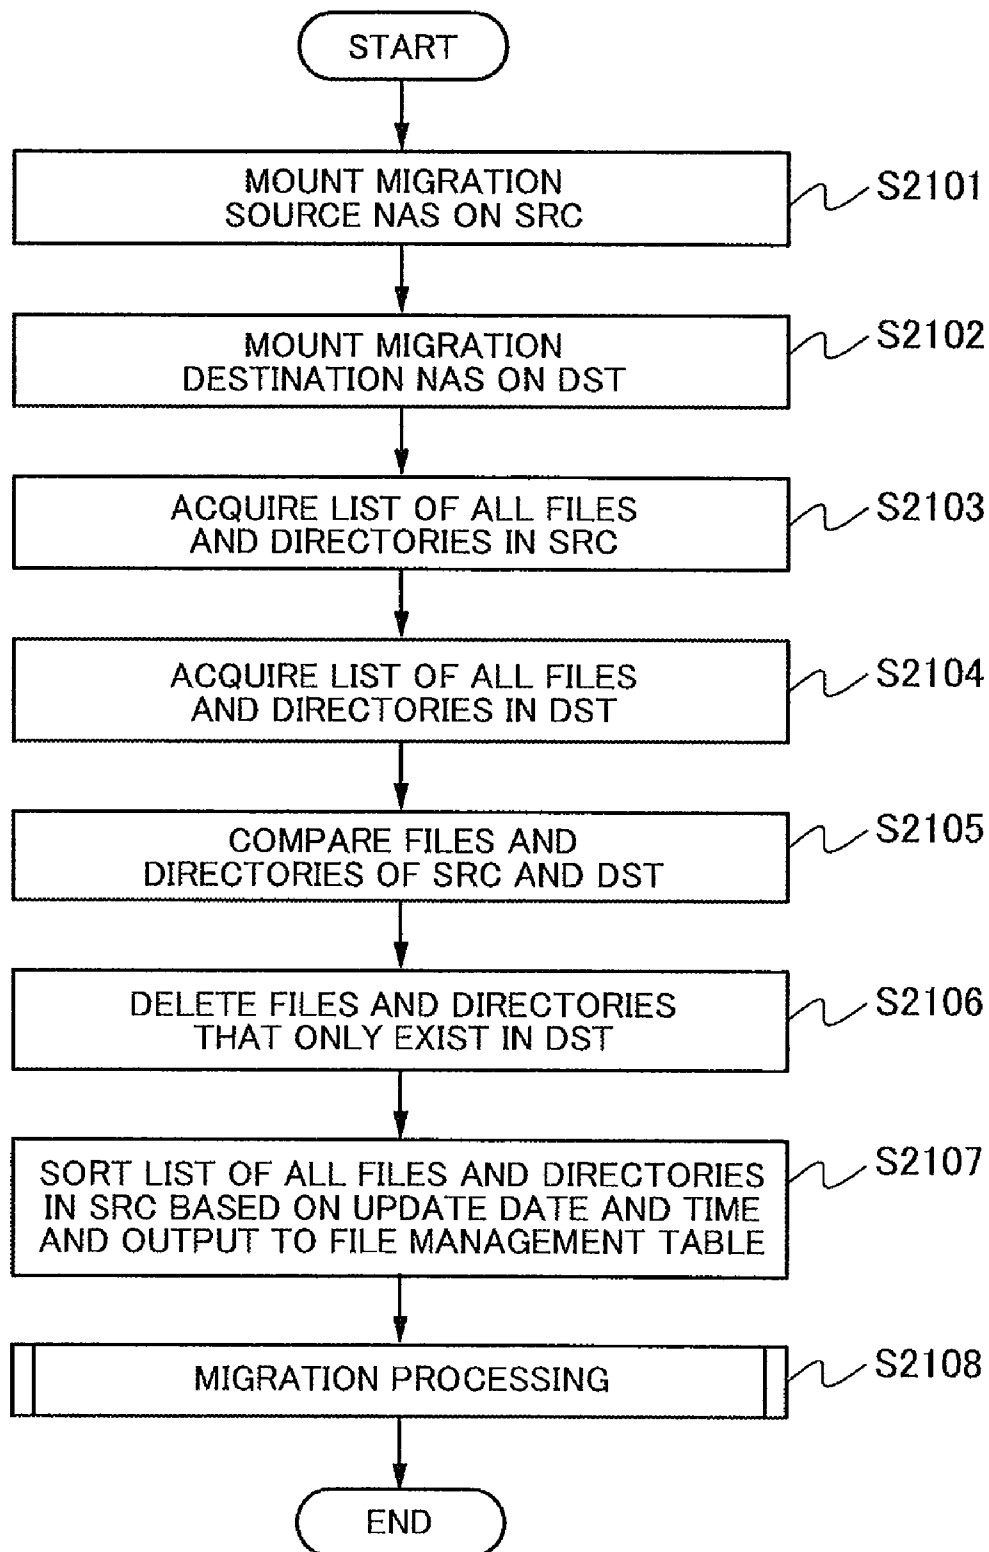 START
MOUNT MIGRATION
SOURCE NAS ON SRC
S2101
MOUNT MIGRATION
DESTINATION NAS ON DST
S2102
ACQUIRE LIST OF ALL FILES
AND DIRECTORIES IN SRC
S2103
ACQUIRE LIST OF ALL FILES
AND DIRECTORIES IN DST
S2104
COMPARE FILES AND
DIRECTORIES OF SRC AND DST
S2105
DELETE FILES AND DIRECTORIES
THAT ONLY EXIST IN DST
S2106
SORT LIST OF ALL FILES AND DIRECTORIES
IN SRC BASED ON UPDATE DATE AND TIME
AND OUTPUT TO FILE MANAGEMENT TABLE
S2107
MIGRATION PROCESSING
S2108
END